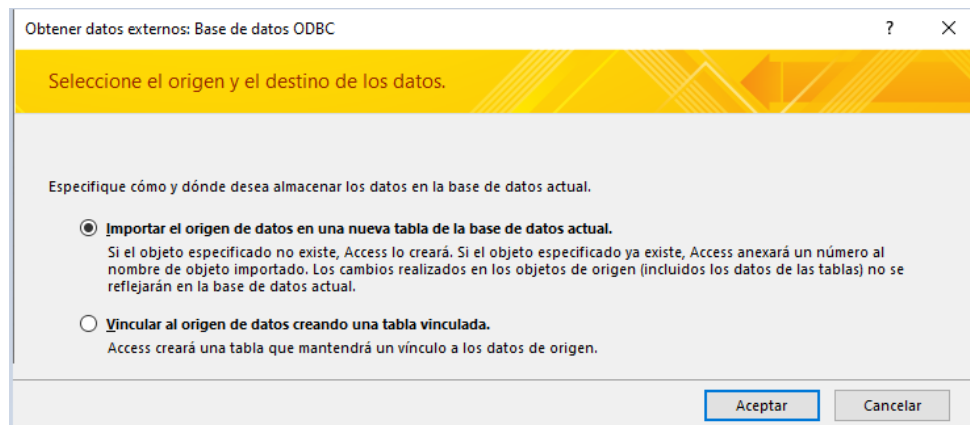 Obtener datos externos: Base de datos ODBC
?
Seleccione el origen y el destino de los datos.
Especifique cómo y dónde desea almacenar los datos en la base de datos actual.
Importar el origen de datos en una nueva tabla de la base de datos actual.
Si el objeto especificado no existe, Access lo creará. Si el objeto especificado ya existe, Access anexará un número al
nombre de objeto importado. Los cambios realizados en los objetos de origen (incluidos los datos de las tablas) no se
reflejarán en la base de datos actual.
Vincular al origen de datos creando una tabla vinculada.
Access creará una tabla que mantendrá un vínculo a los datos de origen.
Aceptar
Cancelar